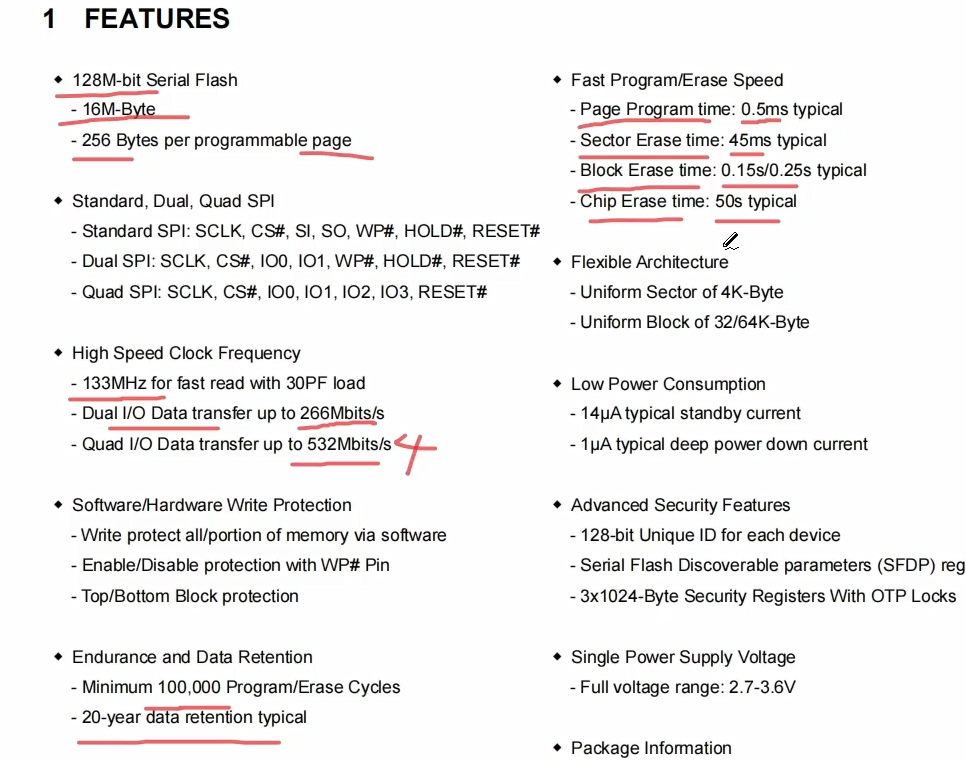 1 FEATURES
◆ 128M-bit Serial Flash
- 16M-Byte
- 256 Bytes per programmable page
◆ Standard, Dual, Quad SPI
- Standard SPI: SCLK, CS#, SI, SO, WP#, HOLD#, RESET#
- Dual SPI: SCLK, CS#, IO0, IO1, WP#, HOLD#, RESET#
- Quad SPI: SCLK, CS#, IO0, IO1, IO2, IO3, RESET#
◆ High Speed Clock Frequency
- 133MHz for fast read with 30PF load
- Dual I/O Data transfer up to 266Mbits/s
- Quad I/O Data transfer up to 532Mbits/s 4
◆ Software/Hardware Write Protection
- Write protect all/portion of memory via software
- Enable/Disable protection with WP# Pin
- Top/Bottom Block protection
◆ Endurance and Data Retention
- Minimum 100,000 Program/Erase Cycles
- 20-year data retention typical
◆ Fast Program/Erase Speed
- Page Program time: 0.5ms typical
- Sector Erase time: 45ms typical
- Block Erase time: 0.15s/0.25s typical
- Chip Erase time: 50s typical
◆ Flexible Architecture
- Uniform Sector of 4K-Byte
- Uniform Block of 32/64K-Byte
◆ Low Power Consumption
- 14μA typical standby current
- 1μA typical deep power down current
◆ Advanced Security Features
- 128-bit Unique ID for each device
- Serial Flash Discoverable parameters (SFDP) reg
- 3x1024-Byte Security Registers With OTP Locks
◆ Single Power Supply Voltage
- Full voltage range: 2.7-3.6V
◆ Package Information